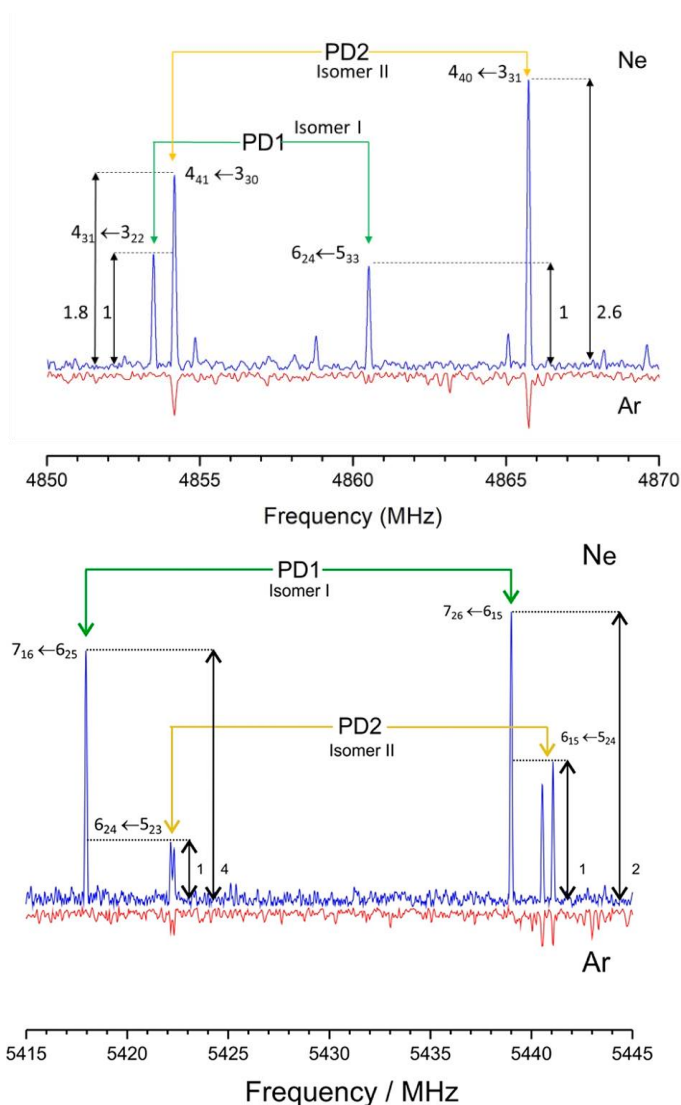 PD2
Isomer II
Ne
4₄₀ ←3₃₁
Isomer I
PD1
4₄₁ ←3₃₀
4₃₁ ←3₂₂
6₂₄←5₃₃
1.8
1
1
2.6
Ar
4850
4855
4860
4865
4870
Frequency (MHz)
Ne
PD1
Isomer I
7₂₆ ←6₁₅
7₁₆ ←6₂₅
PD2
Isomer II
6₁₅ ←5₂₄
6₂₄ ←5₂₃
1
4
1
2
Ar
5415
5420
5425
5430
5435
5440
5445
Frequency / MHz